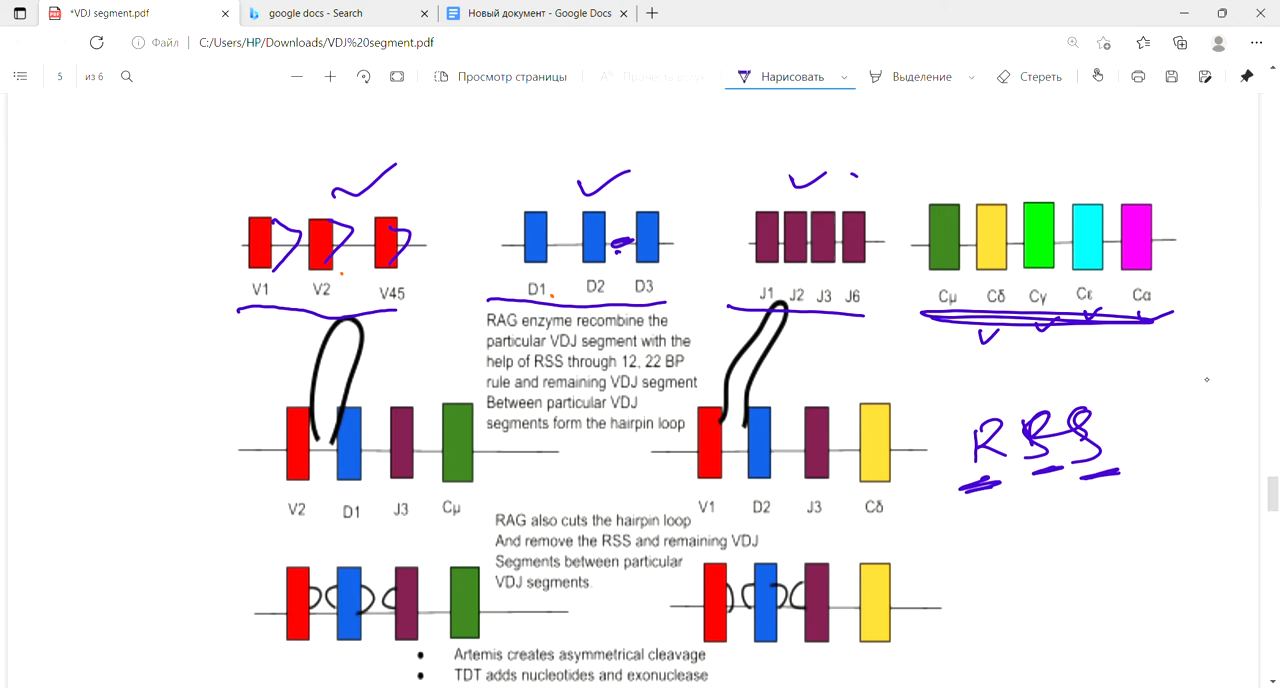 *VDJ segment.pdf
google docs - Search
Новый документ - Google Docs
Файл
C:/Users/HP/Downloads/VDJ%20segment.pdf
5 из 6
Просмотр страницы
Прочесть вслух
Нарисовать
Выделение
Стереть
V1 V2 V45
D1 D2 D3
J1 J2 J3 J6
Cμ Cδ Cγ Cε Cα
RAG enzyme recombine the
particular VDJ segment with the
help of RSS through 12, 22 BP
rule and remaining VDJ segment
Between particular VDJ
segments form the hairpin loop
V2 D1 J3 Cμ
V1 D2 J3 Cδ
RAG also cuts the hairpin loop
And remove the RSS and remaining VDJ
Segments between particular
VDJ segments.
• Artemis creates asymmetrical cleavage
• TDT adds nucleotides and exonuclease